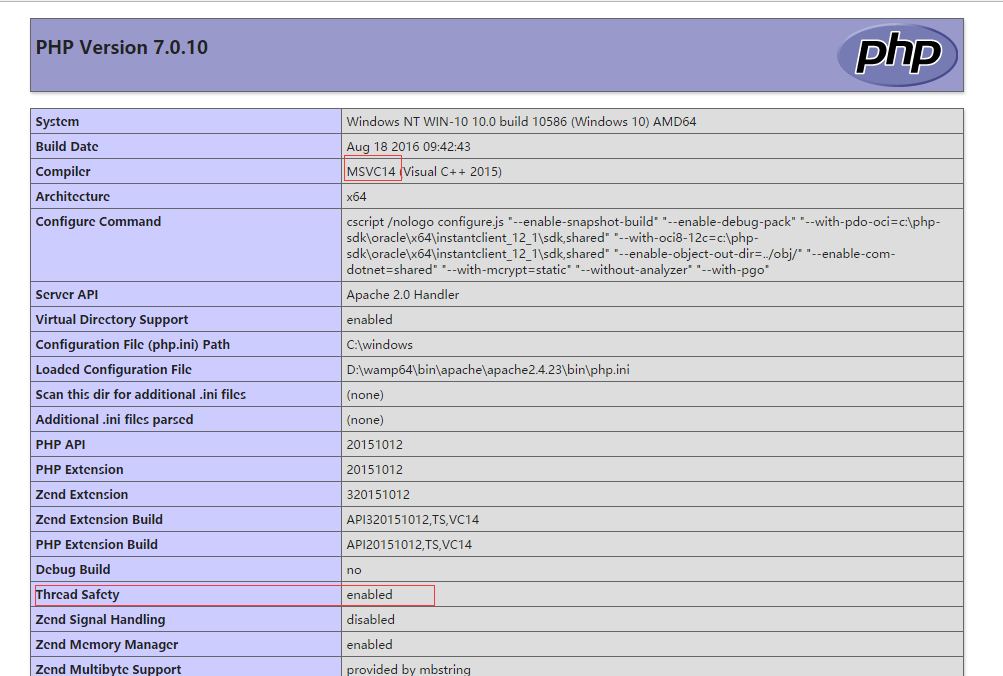 PHP Version 7.0.10
php
System Windows NT WIN-10 10.0 build 10586 (Windows 10) AMD64
Build Date Aug 18 2016 09:42:43
Compiler MSVC14 (Visual C++ 2015)
Architecture x64
Configure Command cscript /nologo configure.js "--enable-snapshot-build" "--enable-debug-pack" "--with-pdo-oci=c:\php-
sdk\oracle\x64\instantclient_12_1\sdk,shared" "--with-oci8-12c=c:\php-
sdk\oracle\x64\instantclient_12_1\sdk,shared" "--enable-object-out-dir=../obj/" "--enable-com-
dotnet=shared" "--with-mcrypt=static" "--without-analyzer" "--with-pgo"
Server API Apache 2.0 Handler
Virtual Directory Support enabled
Configuration File (php.ini) Path C:\windows
Loaded Configuration File D:\wamp64\bin\apache\apache2.4.23\bin\php.ini
Scan this dir for additional .ini files (none)
Additional .ini files parsed (none)
PHP API 20151012
PHP Extension 20151012
Zend Extension 320151012
Zend Extension Build API320151012,TS,VC14
PHP Extension Build API20151012,TS,VC14
Debug Build no
Thread Safety enabled
Zend Signal Handling disabled
Zend Memory Manager enabled
Zend Multibyte Support provided by mbstring